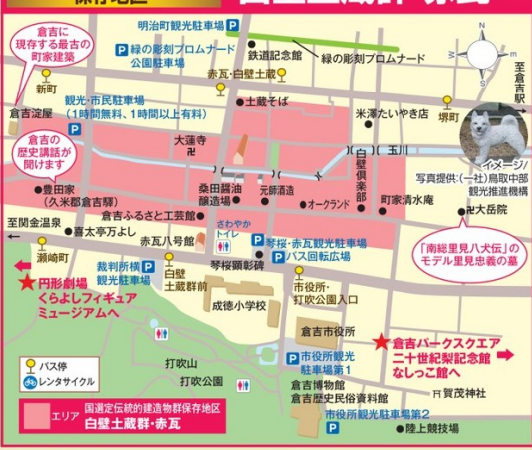 保存地区
倉吉に
現存する最古の
町家建築
明治町観光駐車場 P
P 緑の彫刻プロムナード
公園駐車場
鉄道記念館
緑の彫刻プロムナード
N
至倉吉駅
新町
赤瓦・白壁土蔵
倉吉淀屋
観光・市民駐車場
(1時間無料、1時間以上有料)
P
土蔵そば
米澤たいやき店
堺町
倉吉の
歴史講話が
聞けます
大蓮寺
卍
玉川
イメージ/
写真提供:(一社)鳥取中部
観光推進機構
豊田家
(久米郡倉吉驛)
桑田醤油
醸造場
元帥酒造
オークランド
白壁倶楽部
町家清水庵
卍大岳院
倉吉ふるさと工芸館
さわやか
トイレ
至関金温泉
喜太亭万よし
赤瓦八号館
P 琴桜・赤瓦観光駐車場
P バス回転広場
「南総里見八犬伝」の
モデル里見忠義の墓
瀬崎町
裁判所横
観光駐車場
P
白壁
土蔵群前
琴桜顕彰碑
市役所・
打吹公園入口
円形劇場
くらよしフィギュア
ミュージアムへ
成徳小学校
倉吉市役所
倉吉パークスクエア
二十世紀梨記念館
なしっこ館へ
打吹山
打吹公園
P 市役所観光
駐車場第1
バス停
レンタサイクル
倉吉博物館
倉吉歴史民俗資料館
賀茂神社
エリア 国選定伝統的建造物群保存地区
白壁土蔵群・赤瓦
市役所観光駐車場第2
P
陸上競技場